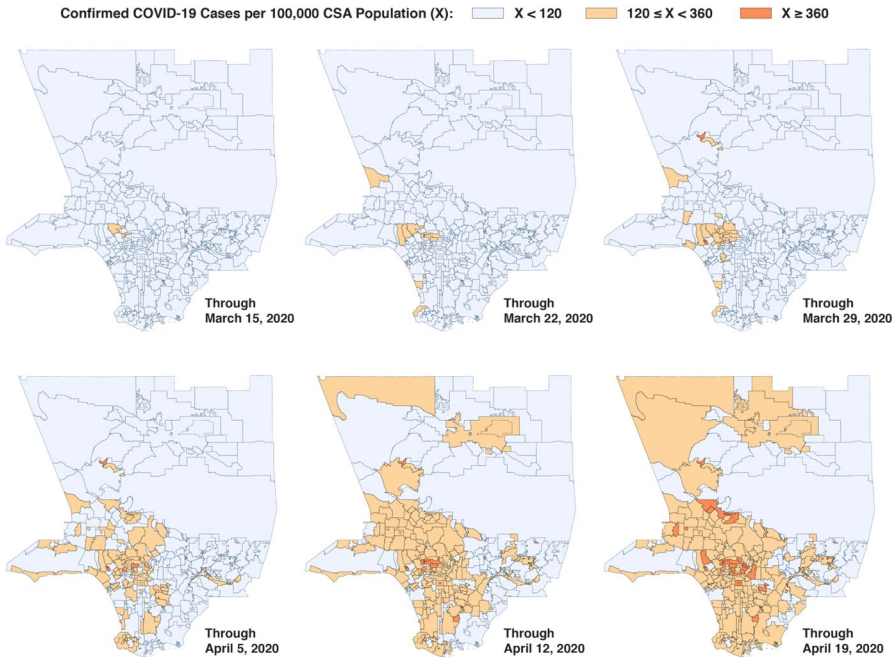 Confirmed COVID-19 Cases per 100,000 CSA Population (X): X < 120 120 ≤ X < 360 X ≥ 360
Through
March 15, 2020
Through
March 22, 2020
Through
March 29, 2020
Through
April 5, 2020
Through
April 12, 2020
Through
April 19, 2020